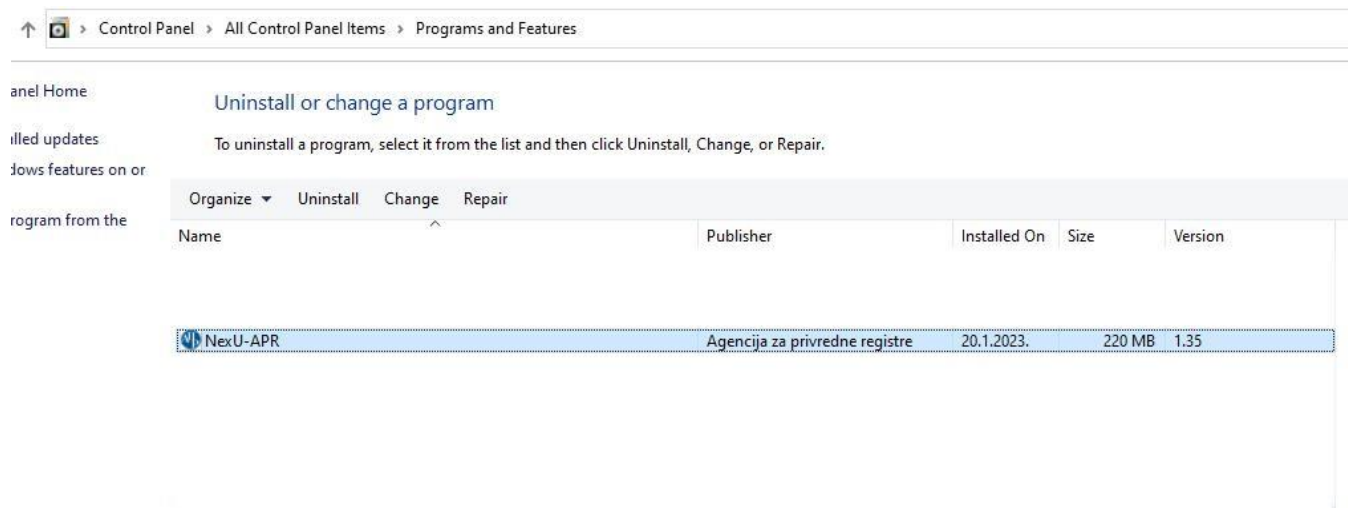 Control Panel > All Control Panel Items > Programs and Features
anel Home
Uninstall or change a program
lled updates
To uninstall a program, select it from the list and then click Uninstall, Change, or Repair.
dows features on or
Organize Uninstall Change Repair
rogram from the
Name Publisher Installed On Size Version
NexU-APR Agencija za privredne registre 20.1.2023. 220 MB 1.35